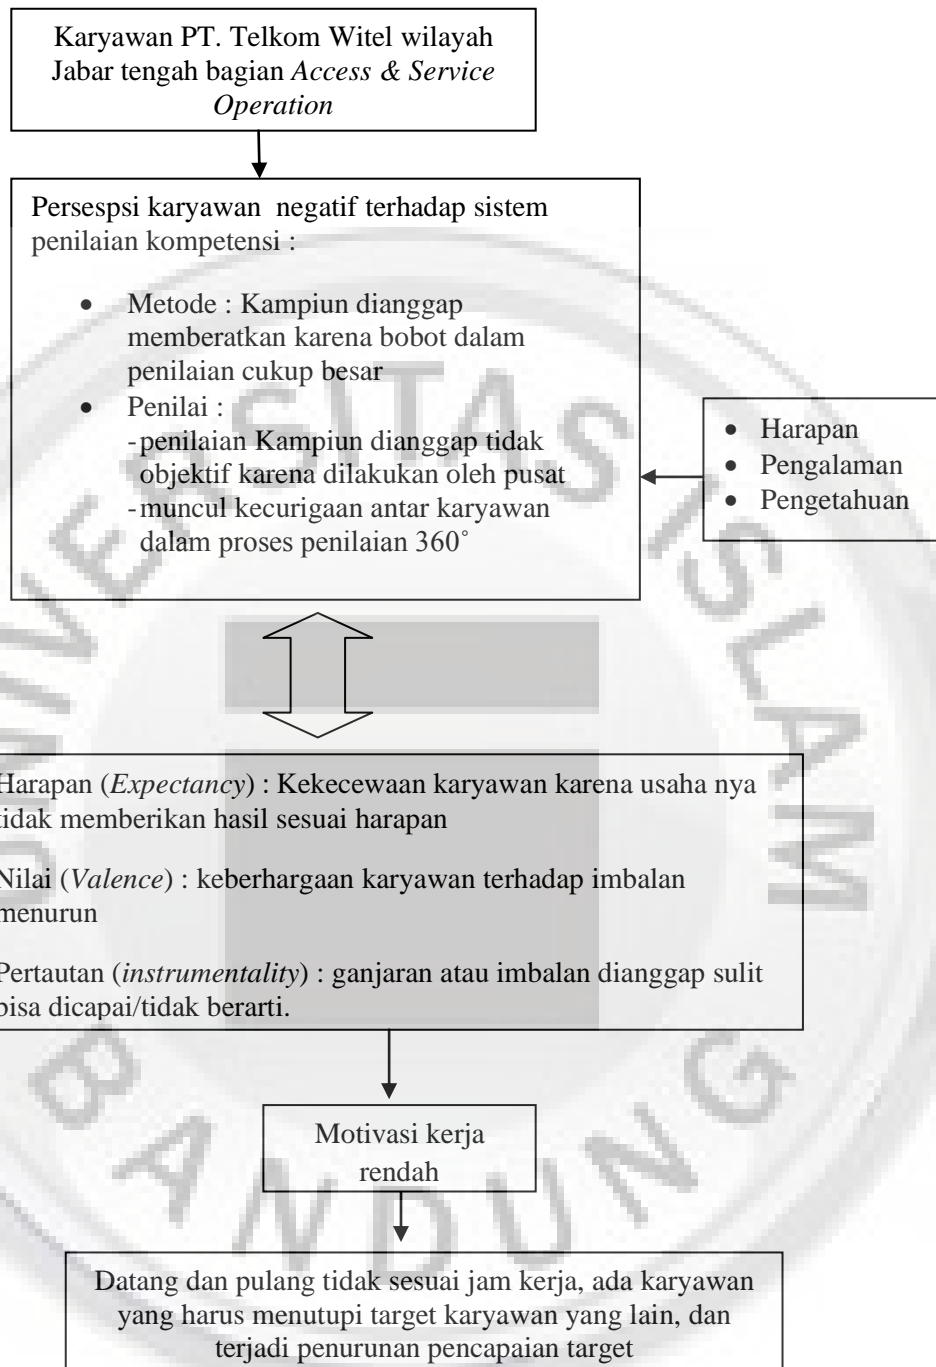 Karyawan PT. Telkom Witel wilayah
Jabar tengah bagian Access & Service
Operation
Persespsi karyawan negatif terhadap sistem
penilaian kompetensi :
• Metode : Kampiun dianggap
memberatkan karena bobot dalam
penilaian cukup besar
• Penilai :
-penilaian Kampiun dianggap tidak
objektif karena dilakukan oleh pusat
-muncul kecurigaan antar karyawan
dalam proses penilaian 360˚
• Harapan
• Pengalaman
• Pengetahuan
Harapan (Expectancy) : Kekecewaan karyawan karena usaha nya
tidak memberikan hasil sesuai harapan
Nilai (Valence) : keberhargaan karyawan terhadap imbalan
menurun
Pertautan (instrumentality) : ganjaran atau imbalan dianggap sulit
bisa dicapai/tidak berarti.
Motivasi kerja
rendah
Datang dan pulang tidak sesuai jam kerja, ada karyawan
yang harus menutupi target karyawan yang lain, dan
terjadi penurunan pencapaian target
UNIVERSITAS ISLAM
BANDUNG